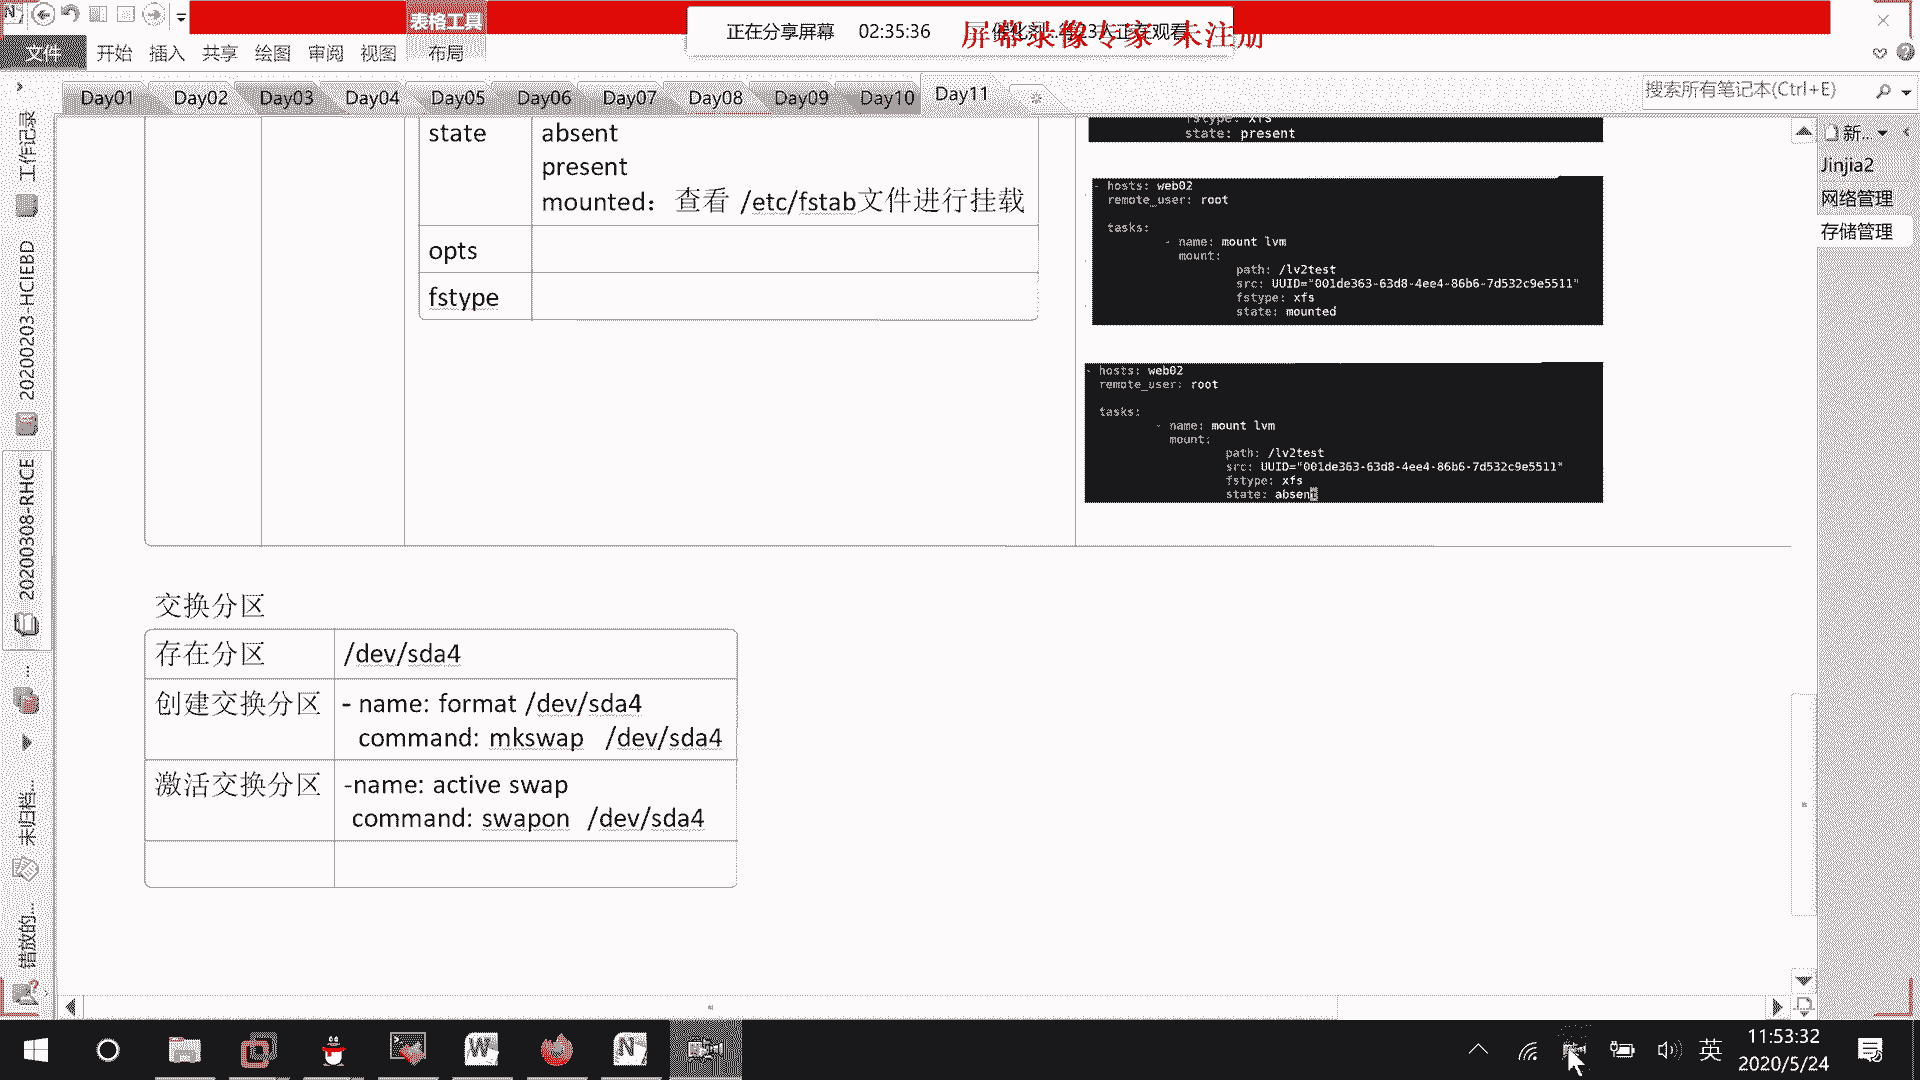 表格工具
正在分享屏幕 02:35:36
屏幕录像专家 未注册
文件 开始 插入 共享 绘图 审阅 视图 布局
Day01 Day02 Day03 Day04 Day05 Day06 Day07 Day08 Day09 Day10 Day11
搜索所有笔记本(Ctrl+E)
工作记录
20200203-HCIEBD
20200308-RHCE
...
未归档...
错放的...
新...
Jinjia2
网络管理
存储管理
state absent
present
mounted：查看 /etc/fstab文件进行挂载
opts
fstype
fstype: xfs
state: present
- hosts: web02
remote_user: root
tasks:
- name: mount lvm
mount:
path: /lv2test
src: UUID="001de363-63d8-4ee4-86b6-7d532c9e5511"
fstype: xfs
state: mounted
- hosts: web02
remote_user: root
tasks:
- name: mount lvm
mount:
path: /lv2test
src: UUID="001de363-63d8-4ee4-86b6-7d532c9e5511"
fstype: xfs
state: absent
交换分区
存在分区 /dev/sda4
创建交换分区 - name: format /dev/sda4
command: mkswap /dev/sda4
激活交换分区 -name: active swap
command: swapon /dev/sda4
英
11:53:32
2020/5/24